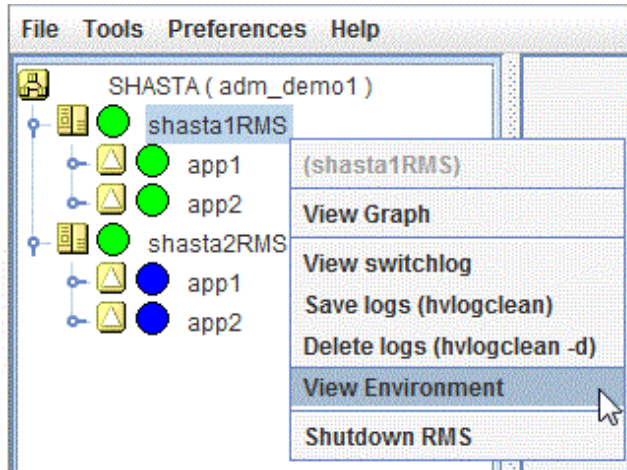 File Tools Preferences Help
SHASTA ( adm_demo1 )
shasta1RMS
app1
app2
shasta2RMS
app1
app2
(shasta1RMS)
View Graph
View switchlog
Save logs (hvlogclean)
Delete logs (hvlogclean -d)
View Environment
Shutdown RMS